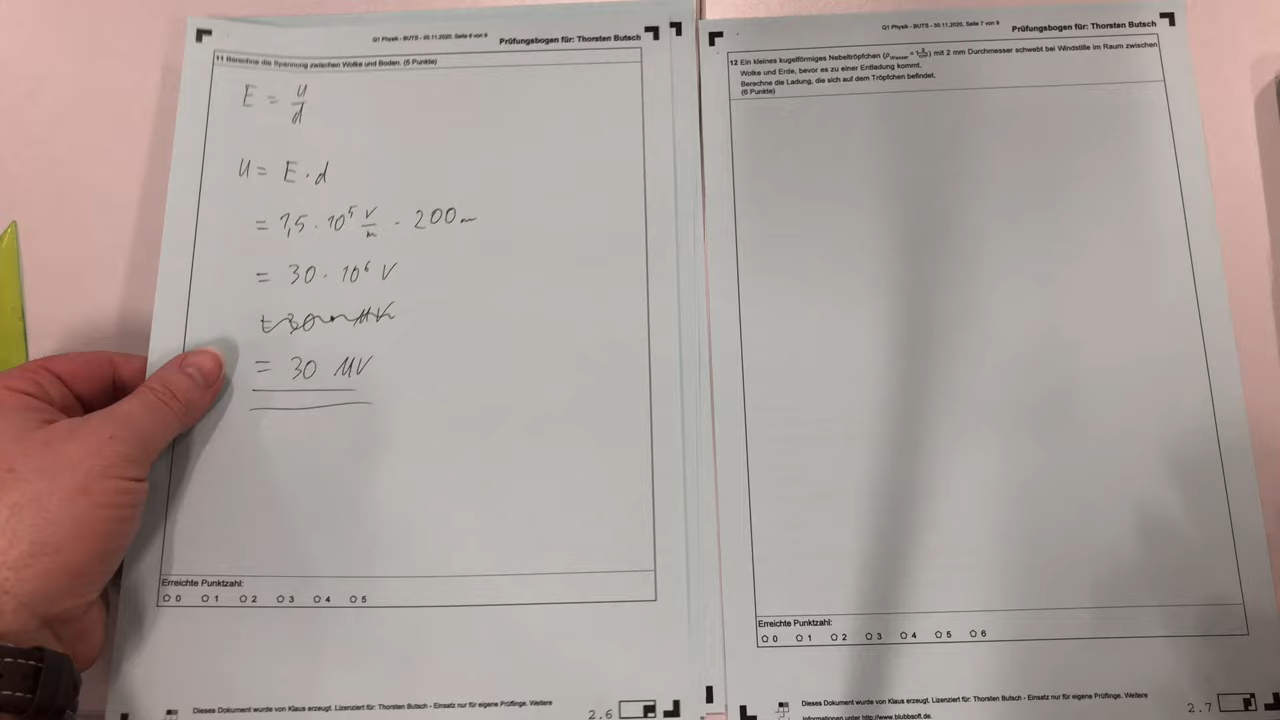 Q1 Physik - BUTS - 30.11.2020, Seite 6 von 9
Prüfungsbogen für: Thorsten Butsch
11 Berechne die Spannung zwischen Wolke und Boden. (5 Punkte)
E = U/d
U = E · d
= 1,5 · 10⁵ V/m · 200m
= 30 · 10⁶ V
= 30 MV
Erreichte Punktzahl:
0 1 2 3 4 5
Dieses Dokument wurde von Klaus erzeugt. Lizenziert für: Thorsten Butsch - Einsatz nur für eigene Prüflinge. Weitere
2.6
Q1 Physik - BUTS - 30.11.2020, Seite 7 von 9
Prüfungsbogen für: Thorsten Butsch
12 Ein kleines kugelförmiges Nebeltröpfchen (ρWasser = 1 g/cm³) mit 2 mm Durchmesser schwebt bei Windstille im Raum zwischen
Wolke und Erde, bevor es zu einer Entladung kommt.
Berechne die Ladung, die sich auf dem Tröpfchen befindet.
(6 Punkte)
Erreichte Punktzahl:
0 1 2 3 4 5 6
Dieses Dokument wurde von Klaus erzeugt. Lizenziert für: Thorsten Butsch - Einsatz nur für eigene Prüflinge. Weitere
Informationen unter http://www.blubbsoft.de.
2.7